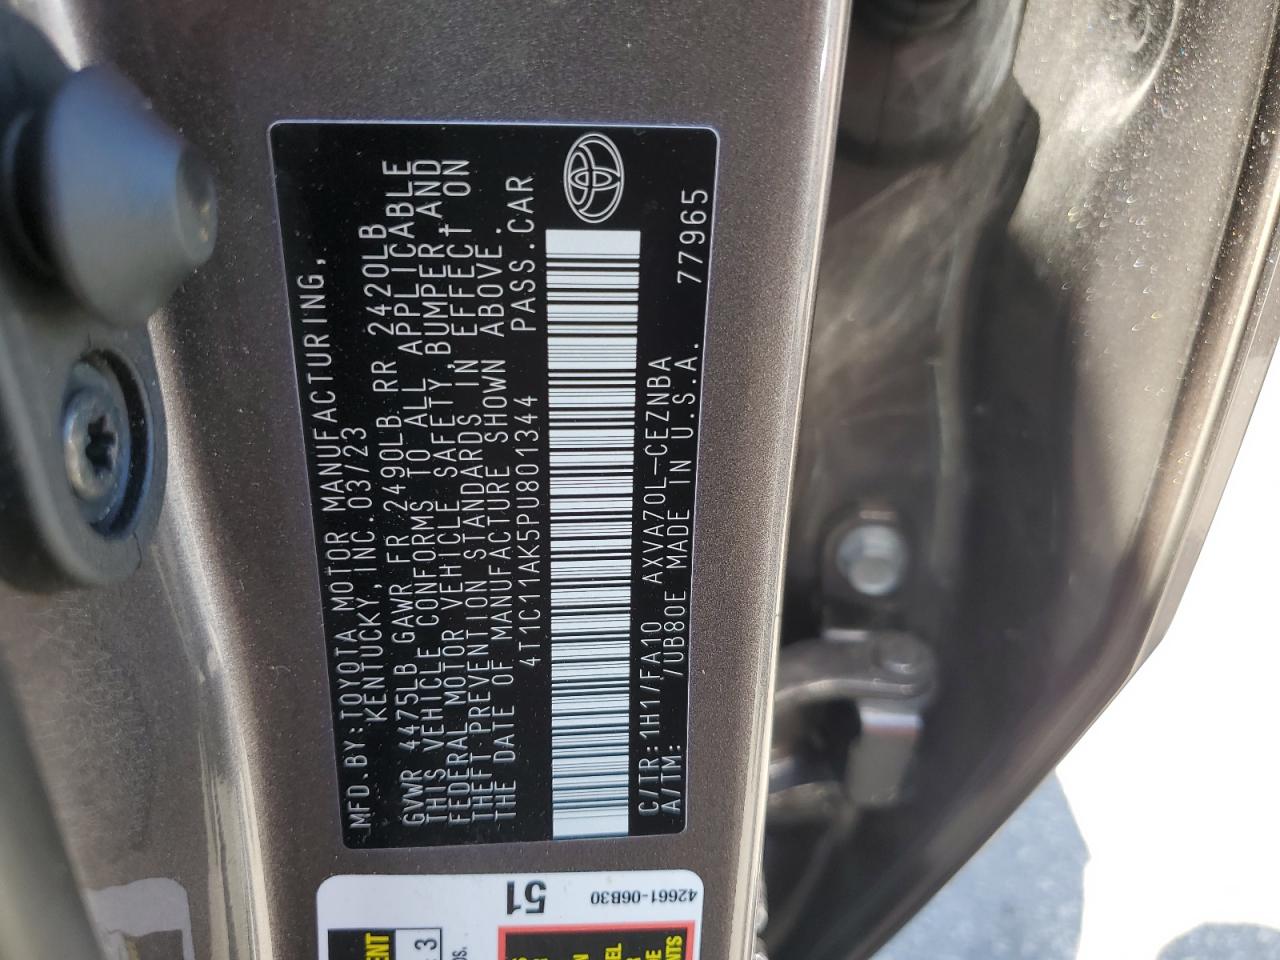 MFD.BY:TOYOTA MOTOR MANUFACTURING,
KENTUCKY, INC. 03/23
GVWR 4475LB GAWR FR 2490LB RR 2420LB
THIS VEHICLE CONFORMS TO ALL APPLICABLE
FEDERAL MOTOR VEHICLE SAFETY,BUMPER,AND
THEFT PREVENTION STANDARDS IN EFFECT ON
THE DATE OF MANUFACTURE SHOWN ABOVE.
4T1C11AK5PU801344 PASS.CAR
C/TR:1H1/FA10 AXVA70L-CEZNBA
A/TM: /UB80E MADE IN U.S.A. 77965
51
42661-06B30
3